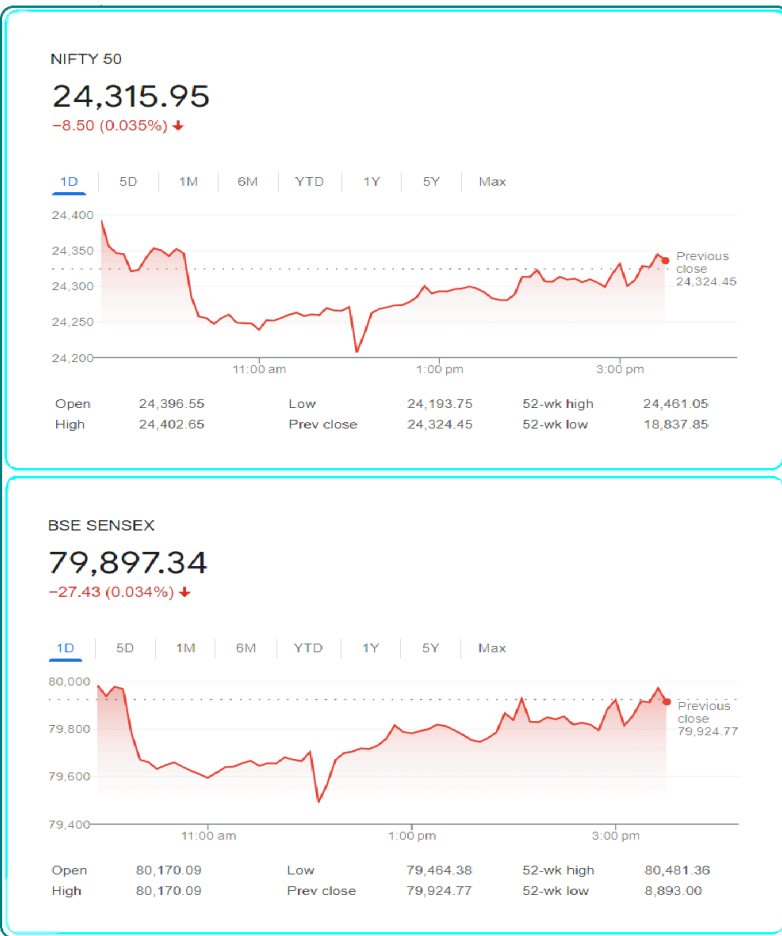 NIFTY 50
24,315.95
−8.50 (0.035%) ↓
1D 5D 1M 6M YTD 1Y 5Y Max
24,400
24,350
24,300
24,250
24,200
Previous
close
24,324.45
11:00 am 1:00 pm 3:00 pm
Open 24,396.55 Low 24,193.75 52-wk high 24,461.05
High 24,402.65 Prev close 24,324.45 52-wk low 18,837.85
BSE SENSEX
79,897.34
−27.43 (0.034%) ↓
1D 5D 1M 6M YTD 1Y 5Y Max
80,000
79,800
79,600
79,400
Previous
close
79,924.77
11:00 am 1:00 pm 3:00 pm
Open 80,170.09 Low 79,464.38 52-wk high 80,481.36
High 80,170.09 Prev close 79,924.77 52-wk low 8,893.00